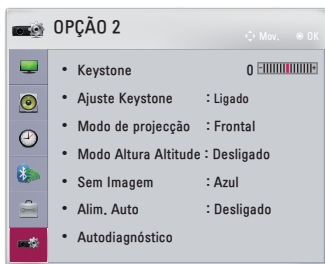 OPÇÃO 2
Mov. OK
• Keystone 0
• Ajuste Keystone : Ligado
• Modo de projecção : Frontal
• Modo Altura Altitude : Desligado
• Sem Imagem : Azul
• Alim. Auto : Desligado
• Autodiagnóstico